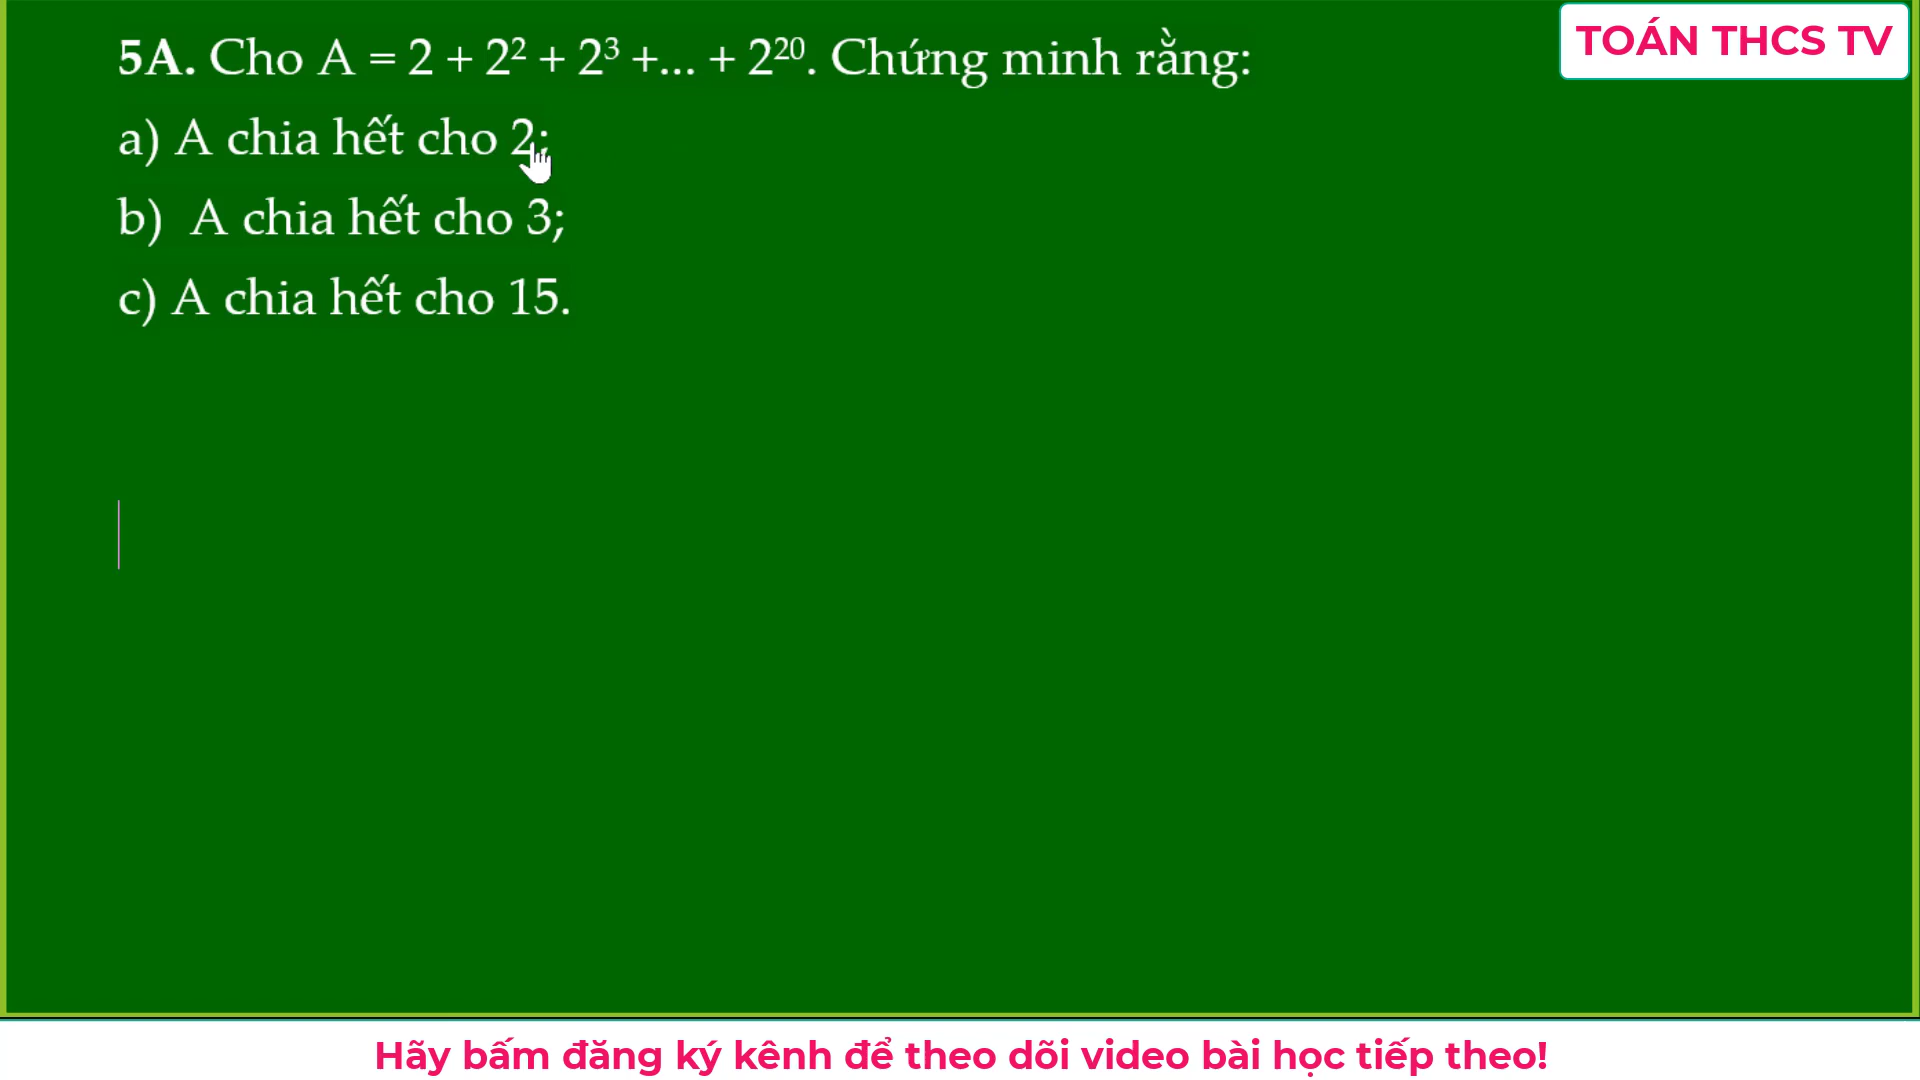 TOÁN THCS TV
5A. Cho A = 2 + 2² + 2³ +... + 2²⁰. Chứng minh rằng:
a) A chia hết cho 2;
b) A chia hết cho 3;
c) A chia hết cho 15.
Hãy bấm đăng ký kênh để theo dõi video bài học tiếp theo!